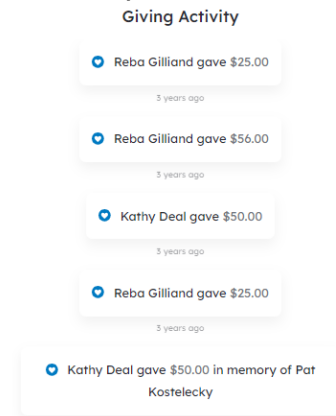 Giving Activity
Reba Gilliand gave $25.00
3 years ago
Reba Gilliand gave $56.00
3 years ago
Kathy Deal gave $50.00
3 years ago
Reba Gilliand gave $25.00
3 years ago
Kathy Deal gave $50.00 in memory of Pat
Kostelecky